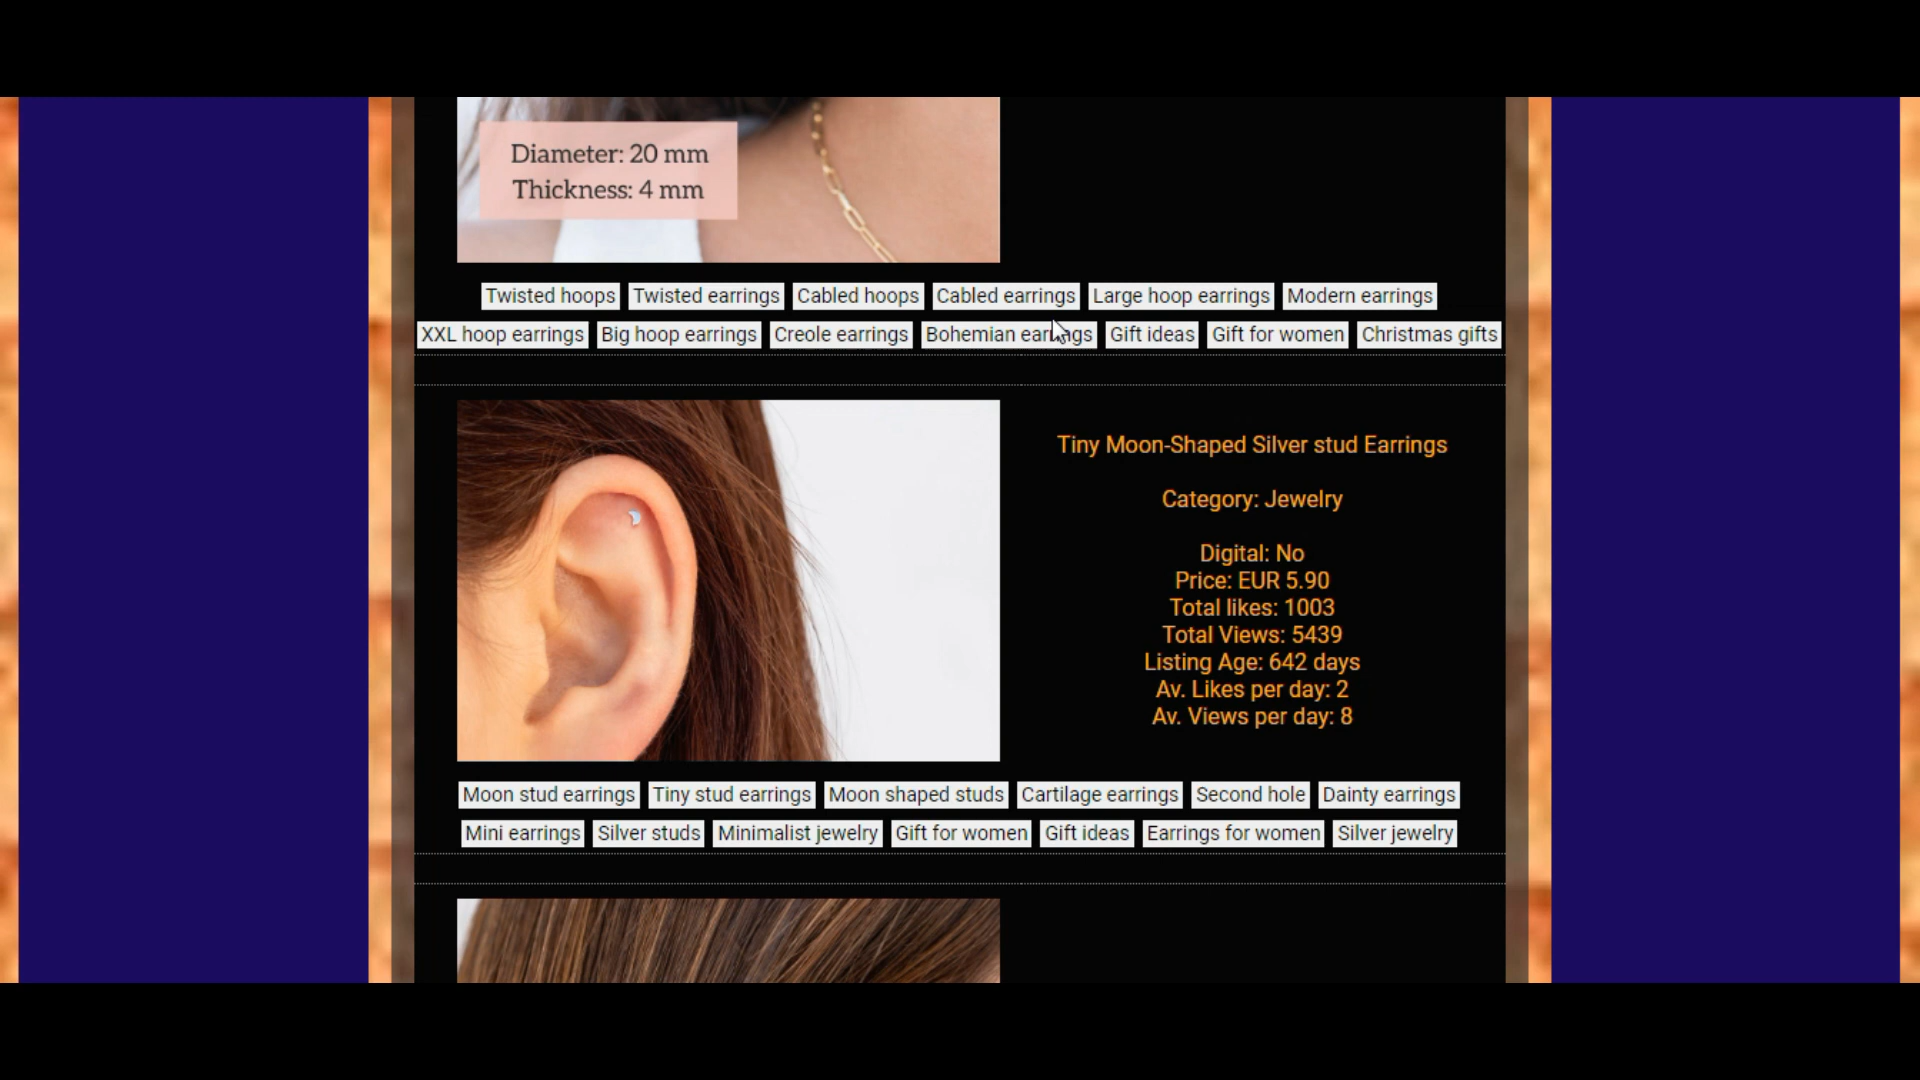 Diameter: 20 mm
Thickness: 4 mm
Twisted hoops Twisted earrings Cabled hoops Cabled earrings Large hoop earrings Modern earrings
XXL hoop earrings Big hoop earrings Creole earrings Bohemian earrings Gift ideas Gift for women Christmas gifts
Tiny Moon-Shaped Silver stud Earrings
Category: Jewelry
Digital: No
Price: EUR 5.90
Total likes: 1003
Total Views: 5439
Listing Age: 642 days
Av. Likes per day: 2
Av. Views per day: 8
Moon stud earrings Tiny stud earrings Moon shaped studs Cartilage earrings Second hole Dainty earrings
Mini earrings Silver studs Minimalist jewelry Gift for women Gift ideas Earrings for women Silver jewelry